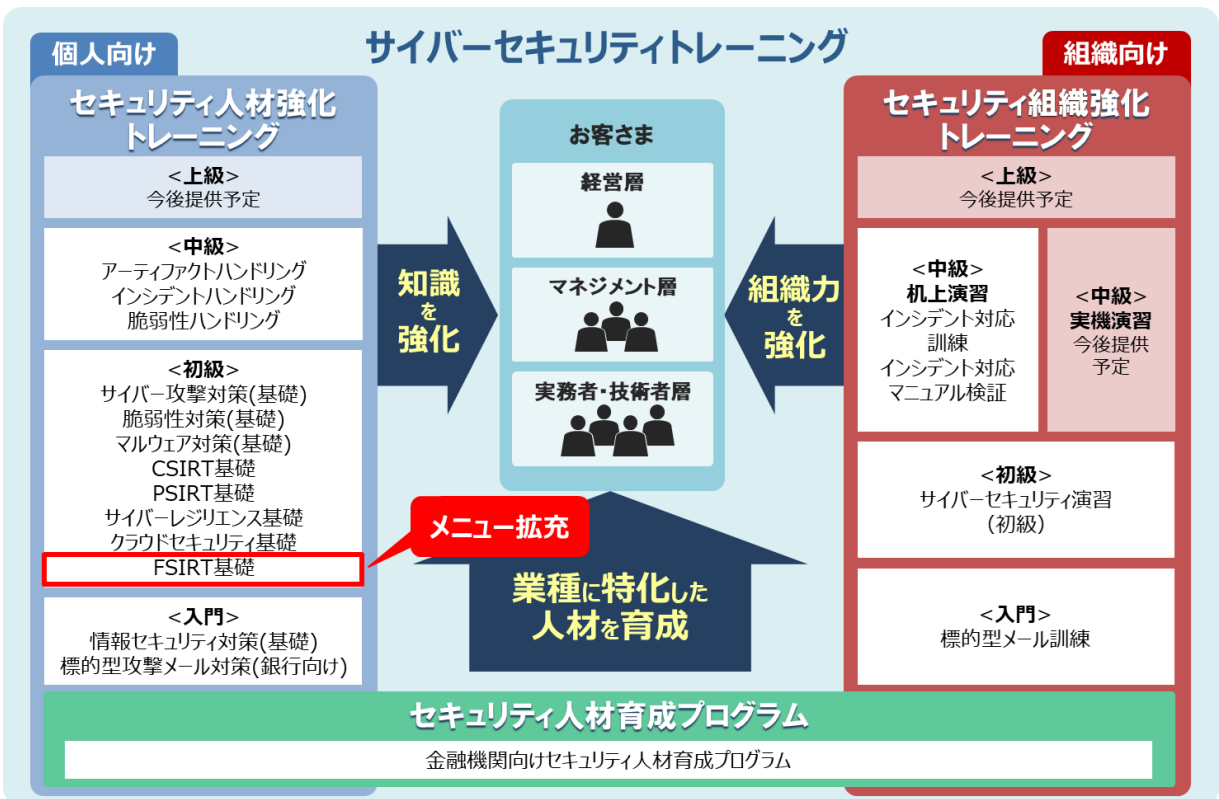 サイバーセキュリティトレーニング
個人向け
セキュリティ人材強化
トレーニング
<上級>
今後提供予定
<中級>
アーティファクトハンドリング
インシデントハンドリング
脆弱性ハンドリング
<初級>
サイバー攻撃対策(基礎)
脆弱性対策(基礎)
マルウェア対策(基礎)
CSIRT基礎
PSIRT基礎
サイバーレジリエンス基礎
クラウドセキュリティ基礎
FSIRT基礎
<入門>
情報セキュリティ対策(基礎)
標的型攻撃メール対策(銀行向け)
メニュー拡充
知識
を
強化
お客さま
経営層
マネジメント層
実務者・技術者層
組織力
を
強化
業種に特化した
人材を育成
組織向け
セキュリティ組織強化
トレーニング
<上級>
今後提供予定
<中級>
机上演習
インシデント対応
訓練
インシデント対応
マニュアル検証
<中級>
実機演習
今後提供
予定
<初級>
サイバーセキュリティ演習
(初級)
<入門>
標的型メール訓練
セキュリティ人材育成プログラム
金融機関向けセキュリティ人材育成プログラム